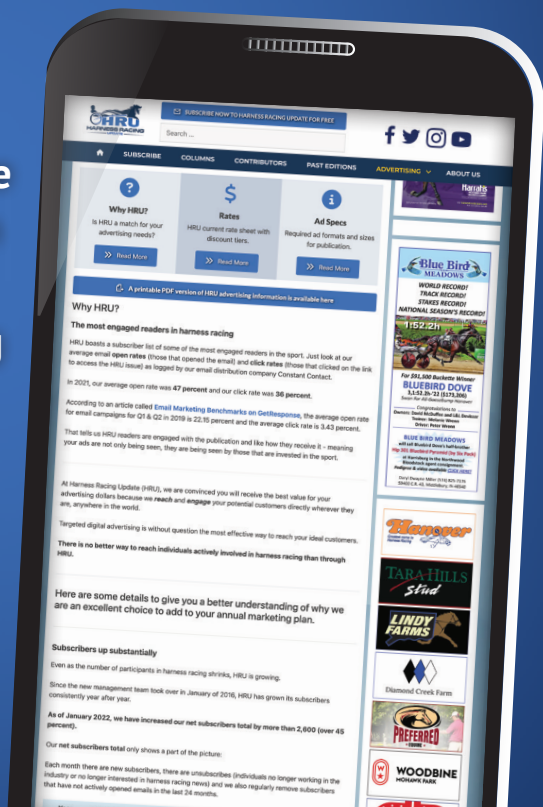 e
HRU
HARNESS RACING
UPDATE
SUBSCRIBE NOW TO HARNESS RACING UPDATE FOR FREE
Search ...
SUBSCRIBE
COLUMNS
CONTRIBUTORS
PAST EDITIONS
ADVERTISING
ABOUT US
?
Why HRU?
Is HRU a match for your
advertising needs?
Read More
$
Rates
HRU current rate sheet with
discount tiers.
Read More
i
Ad Specs
Required ad formats and sizes
for publication.
Read More
A printable PDF version of HRU advertising information is available here
Why HRU?
The most engaged readers in harness racing
HRU boasts a subscriber list of some of the most engaged readers in the sport. Just look at our
average email open rates (those that opened the email) and click rates (those that clicked on the link
to access the HRU issue) as logged by our email distribution company Constant Contact.
In 2021, our average open rate was 47 percent and our click rate was 36 percent.
According to an article called Email Marketing Benchmarks on GetResponse, the average open rate
for email campaigns for Q1 & Q2 in 2019 is 22.15 percent and the average click rate is 3.43 percent.
That tells us HRU readers are engaged with the publication and like how they receive it - meaning
your ads are not only being seen, they are being seen by those that are invested in the sport.
At Harness Racing Update (HRU), we are convinced you will receive the best value for your
advertising dollars because we reach and engage your potential customers directly wherever they
are, anywhere in the world.
Targeted digital advertising is without question the most effective way to reach your ideal customers.
There is no better way to reach individuals actively involved in harness racing than through
HRU.
Here are some details to give you a better understanding of why we
are an excellent choice to add to your annual marketing plan.
Subscribers up substantially
Even as the number of participants in harness racing shrinks, HRU is growing.
Since the new management team took over in January of 2016, HRU has grown its subscribers
consistently year after year.
As of January 2022, we have increased our net subscribers total by more than 2,600 (over 45
percent).
Our net subscribers total only shows a part of the picture:
Each month there are new subscribers, there are unsubscribes (individuals no longer working in the
industry or no longer interested in harness racing news) and we also regularly remove subscribers
that have not actively opened emails in the last 24 months.
Harrah's
Blue Bird
MEADOWS
WORLD RECORD!
TRACK RECORD!
STAKES RECORD!
NATIONAL SEASON'S RECORD!
1:52.2h
For $91,500 Buckette Winner
BLUEBIRD DOVE
3,1:52.2h-'22 ($173,206)
Congratulations to
Trainer: Melanie Wrenn
Driver: Peter Wrenn
BLUE BIRD MEADOWS
CLICK HERE!
Hanover
TARA HILLS
Stud
LINDY
FARMS
Diamond Creek Farm
PREFERRED
EQUINE
WOODBINE
MOHAWK PARK